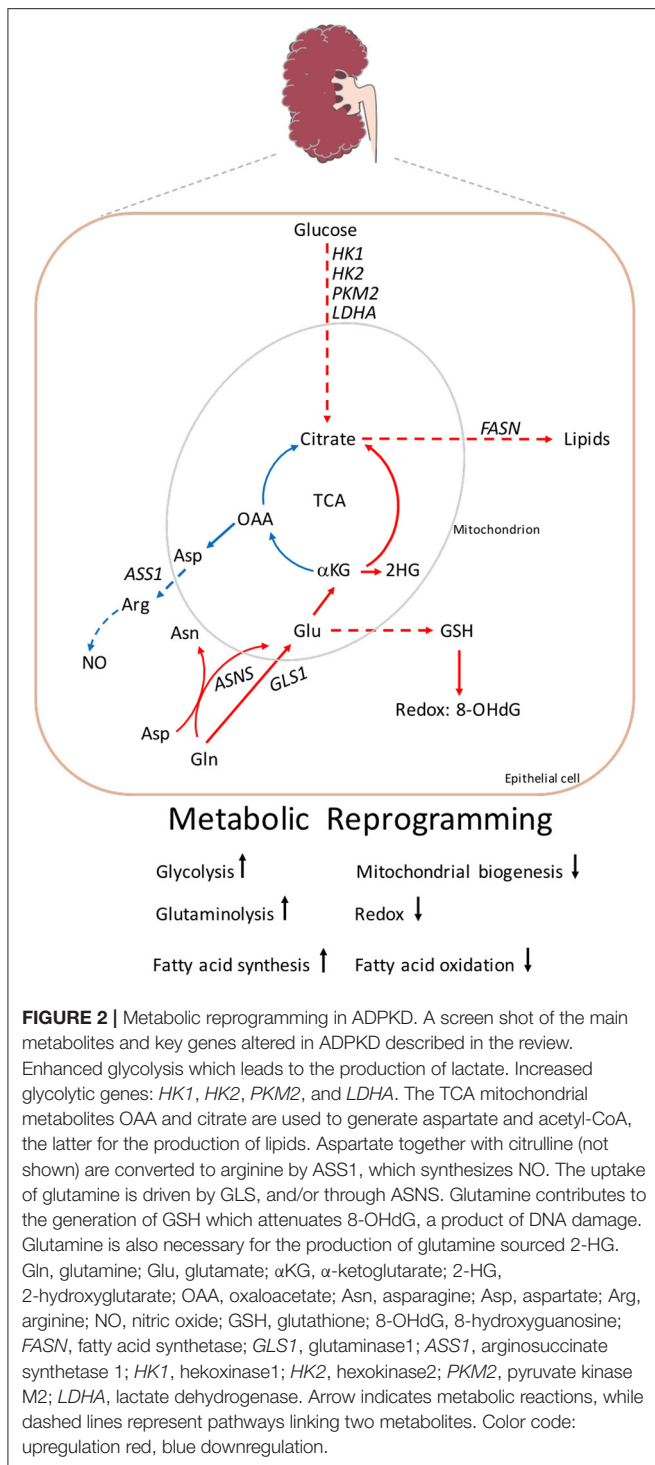 Glucose
HK1
HK2
PKM2
LDHA
Citrate
FASN
Lipids
TCA
OAA
Mitochondrion
Asp
αKG
2HG
ASS1
Arg
Asn
Glu
GSH
NO
ASNS
GLS1
Redox: 8-OHdG
Asp
Gln
Epithelial cell
Metabolic Reprogramming
Glycolysis
Mitochondrial biogenesis
Glutaminolysis
Redox
Fatty acid synthesis
Fatty acid oxidation
FIGURE 2 | Metabolic reprogramming in ADPKD. A screen shot of the main
metabolites and key genes altered in ADPKD described in the review.
Enhanced glycolysis which leads to the production of lactate. Increased
glycolytic genes: HK1, HK2, PKM2, and LDHA. The TCA mitochondrial
metabolites OAA and citrate are used to generate aspartate and acetyl-CoA,
the latter for the production of lipids. Aspartate together with citrulline (not
shown) are converted to arginine by ASS1, which synthesizes NO. The uptake
of glutamine is driven by GLS, and/or through ASNS. Glutamine contributes to
the generation of GSH which attenuates 8-OHdG, a product of DNA damage.
Glutamine is also necessary for the production of glutamine sourced 2-HG.
Gln, glutamine; Glu, glutamate; αKG, α-ketoglutarate; 2-HG,
2-hydroxyglutarate; OAA, oxaloacetate; Asn, asparagine; Asp, aspartate; Arg,
arginine; NO, nitric oxide; GSH, glutathione; 8-OHdG, 8-hydroxyguanosine;
FASN, fatty acid synthetase; GLS1, glutaminase1; ASS1, arginosuccinate
synthetase 1; HK1, hekoxinase1; HK2, hexokinase2; PKM2, pyruvate kinase
M2; LDHA, lactate dehydrogenase. Arrow indicates metabolic reactions, while
dashed lines represent pathways linking two metabolites. Color code:
upregulation red, blue downregulation.